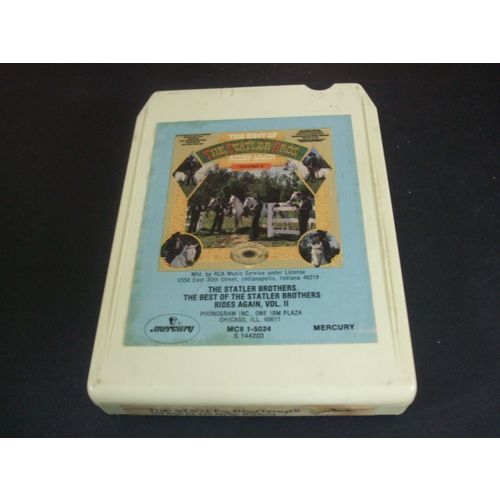 THE BEST OF
THE STATLER BROS.
RIDES AGAIN
VOLUME II
Mfd. by RCA Music Service under License
6550 East 30th Street, Indianapolis, Indiana 46219
THE STATLER BROTHERS
THE BEST OF THE STATLER BROTHERS
RIDES AGAIN, VOL. II
PHONOGRAM INC., ONE IBM PLAZA
CHICAGO, ILL. 60611
mercury
MC8 1-5024
MERCURY
S 144203